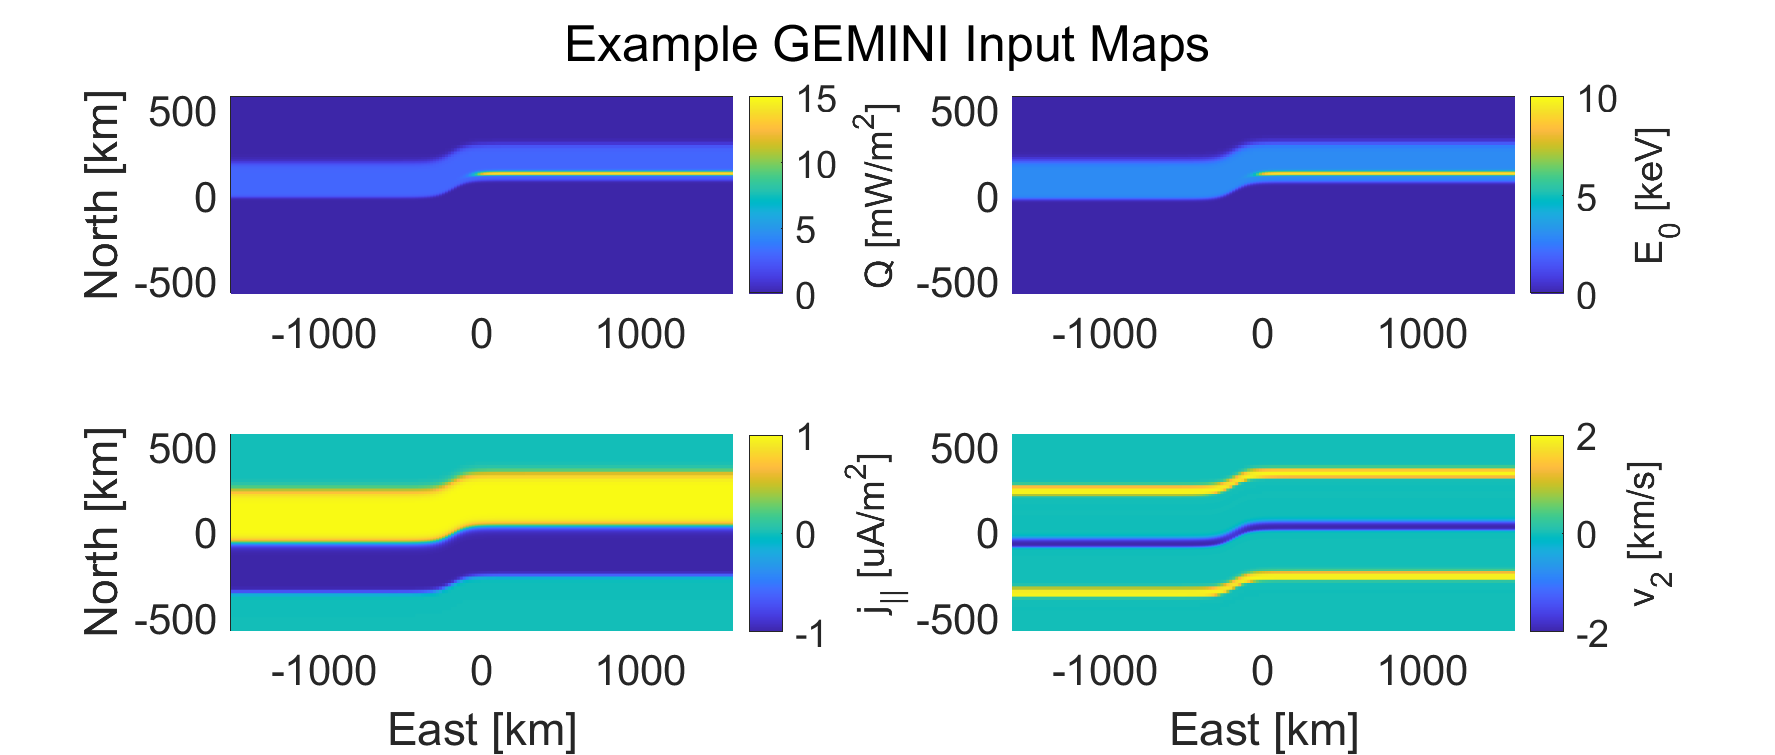 Example GEMINI Input Maps
North [km]
500
0
-500
-1000 0 1000
15
10
5
0
Q [mW/m²]
500
0
-500
-1000 0 1000
10
5
0
E₀ [keV]
North [km]
500
0
-500
-1000 0 1000
East [km]
1
0
-1
j|| [uA/m²]
500
0
-500
-1000 0 1000
East [km]
2
0
-2
v₂ [km/s]